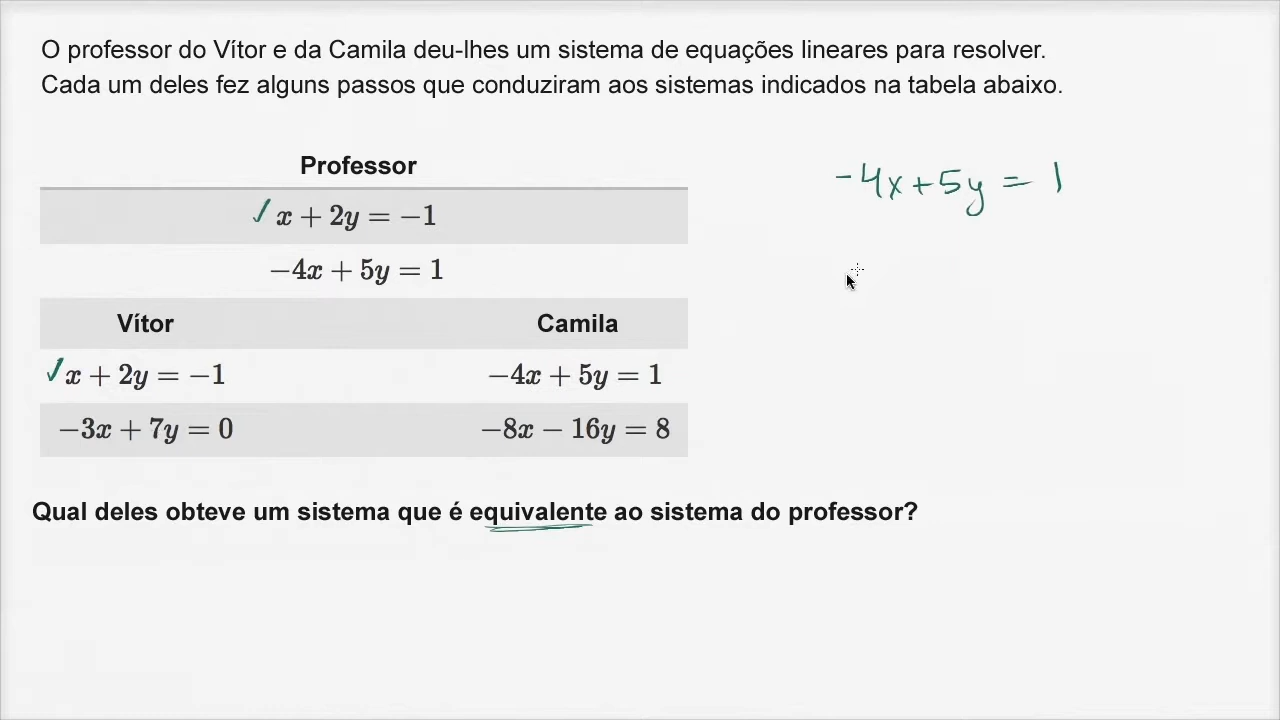 O professor do Vítor e da Camila deu-lhes um sistema de equações lineares para resolver.
Cada um deles fez alguns passos que conduziram aos sistemas indicados na tabela abaixo.
Professor
✓ x + 2y = −1
−4x + 5y = 1
-4x+5y = 1
Vítor Camila
✓ x + 2y = −1 −4x + 5y = 1
−3x + 7y = 0 −8x − 16y = 8
Qual deles obteve um sistema que é equivalente ao sistema do professor?